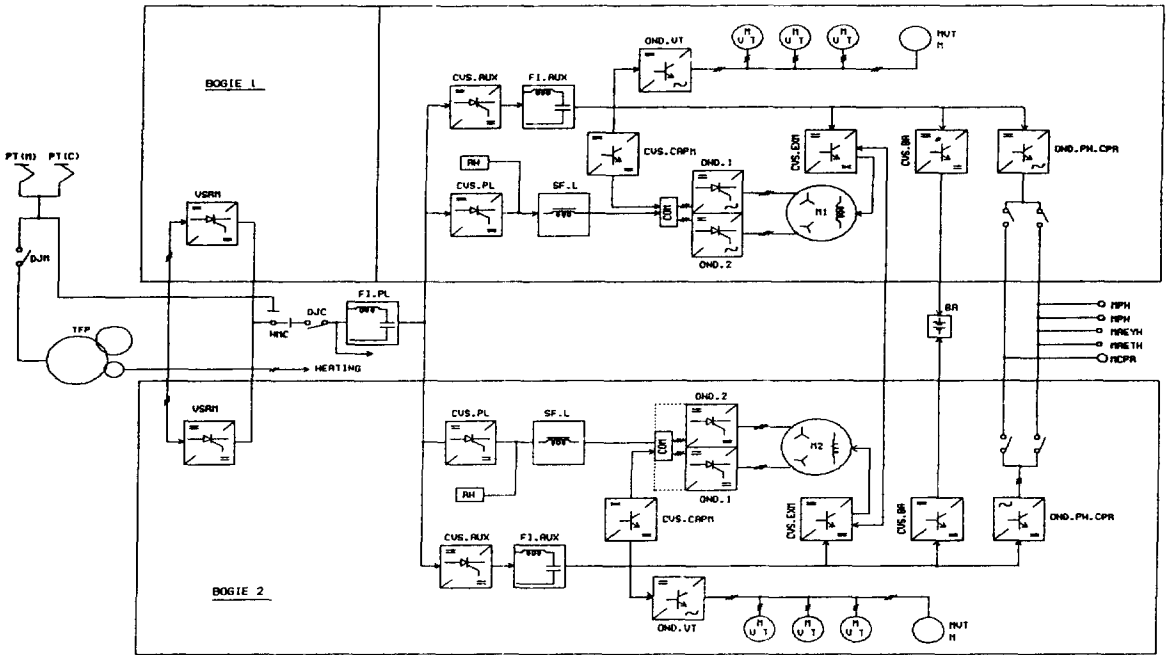 BOGIE 1
PT(M) PT(C)
DJM
TFP
VSRM
HMC
DJC
FI.PL
HEATING
VSRM
BOGIE 2
CVS.AUX
FI.AUX
RH
CVS.PL
SF.L
CVS.CAPM
OND.VT
M
V T
M
V T
M
V T
MVT
M
COM
OND.1
OND.2
M1
CVS.EXM
CVS.BA
OND.PH.CPR
BA
MPH
MPH
MCPR
CVS.PL
SF.L
RH
COM
OND.2
OND.1
M2
CVS.CAPM
CVS.EXM
CVS.BA
OND.PH.CPR
CVS.AUX
FI.AUX
OND.VT
M
V T
M
V T
M
V T
MVT
M